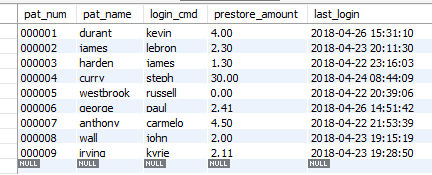 pat_num pat_name login_cmd prestore_amount last_login
000001 durant kevin 4.00 2018-04-26 15:31:10
000002 james lebron 2.30 2018-04-23 20:11:30
000003 harden james 1.30 2018-04-22 23:16:03
000004 curry steph 30.00 2018-04-24 08:44:09
000005 westbrook russell 0.00 2018-04-22 20:39:06
000006 george paul 2.41 2018-04-26 14:51:42
000007 anthony carmelo 4.50 2018-04-22 21:53:39
000008 wall john 2.00 2018-04-23 19:15:19
000009 irving kyrie 2.11 2018-04-23 19:28:50
NULL NULL NULL NULL NULL